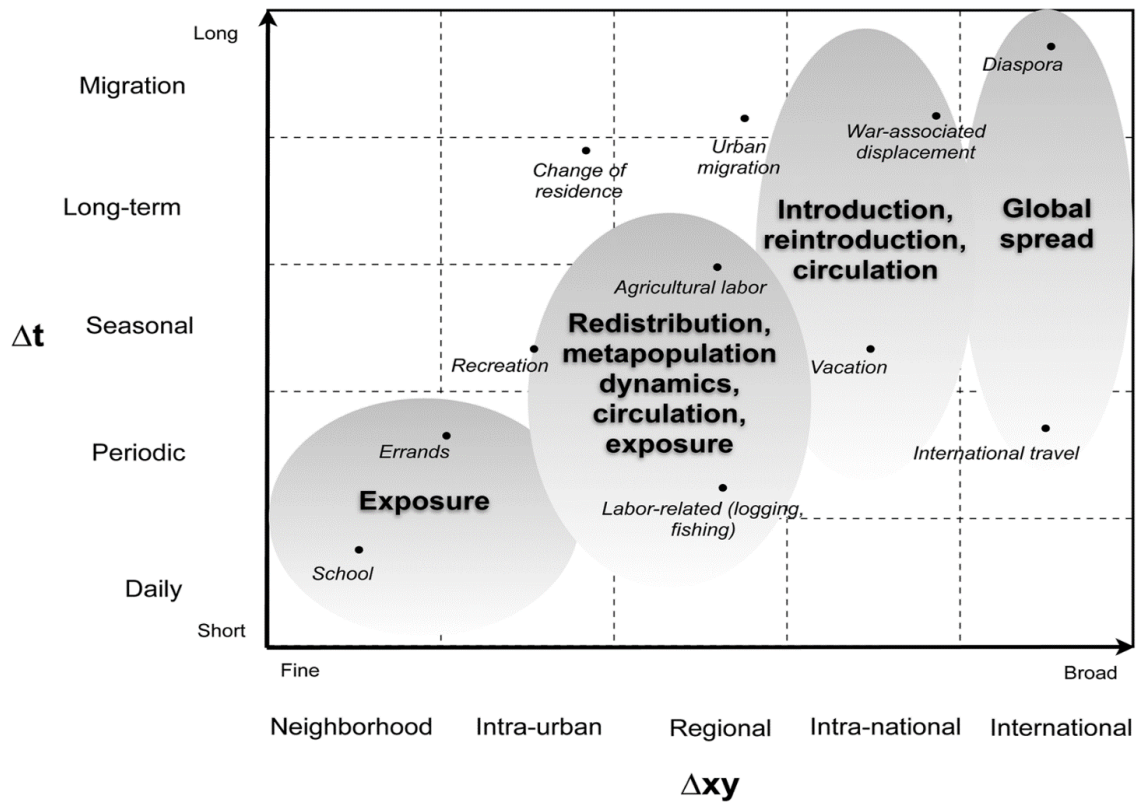 Long
Migration
Long-term
Seasonal
Δt
Periodic
Daily
Short
Diaspora
War-associated
displacement
Urban
migration
Change of
residence
Introduction,
reintroduction,
circulation
Global
spread
Agricultural labor
Redistribution,
metapopulation
dynamics,
circulation,
exposure
Recreation
Vacation
Errands
International travel
Exposure
Labor-related (logging,
fishing)
School
Fine
Broad
Neighborhood
Intra-urban
Regional
Intra-national
International
Δxy